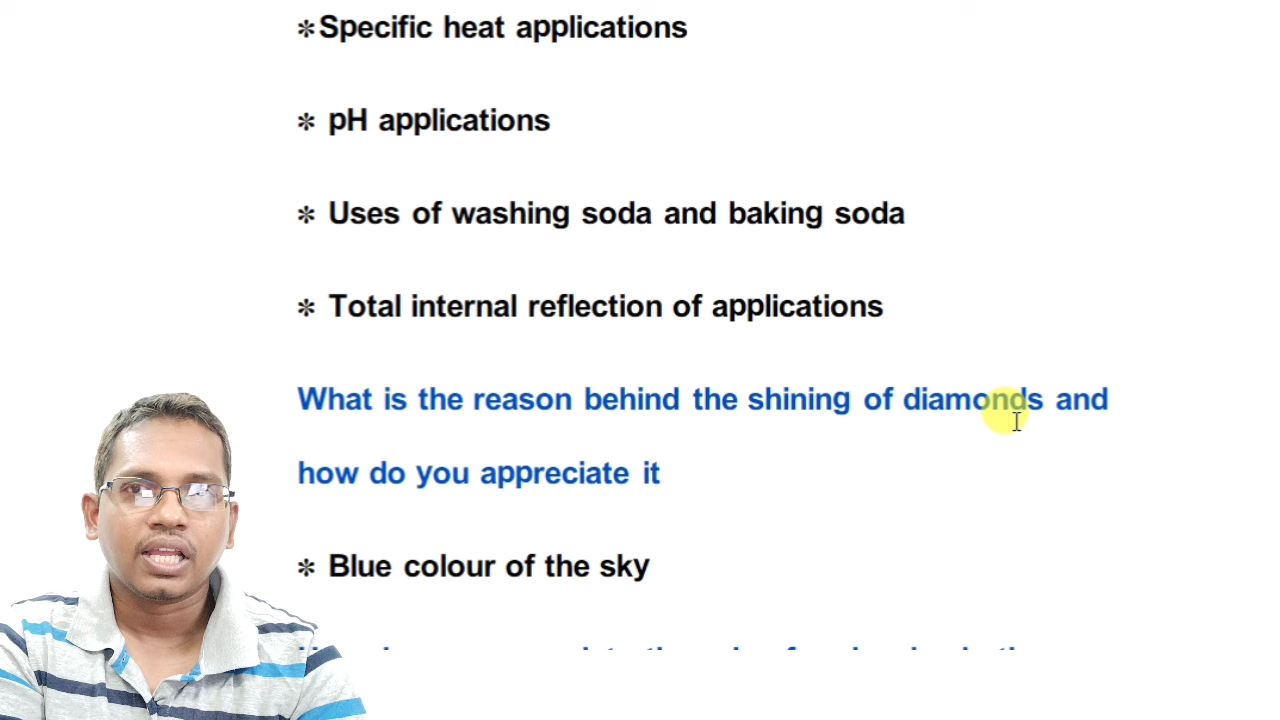 *Specific heat applications
* pH applications
* Uses of washing soda and baking soda
* Total internal reflection of applications
What is the reason behind the shining of diamonds and
how do you appreciate it
* Blue colour of the sky